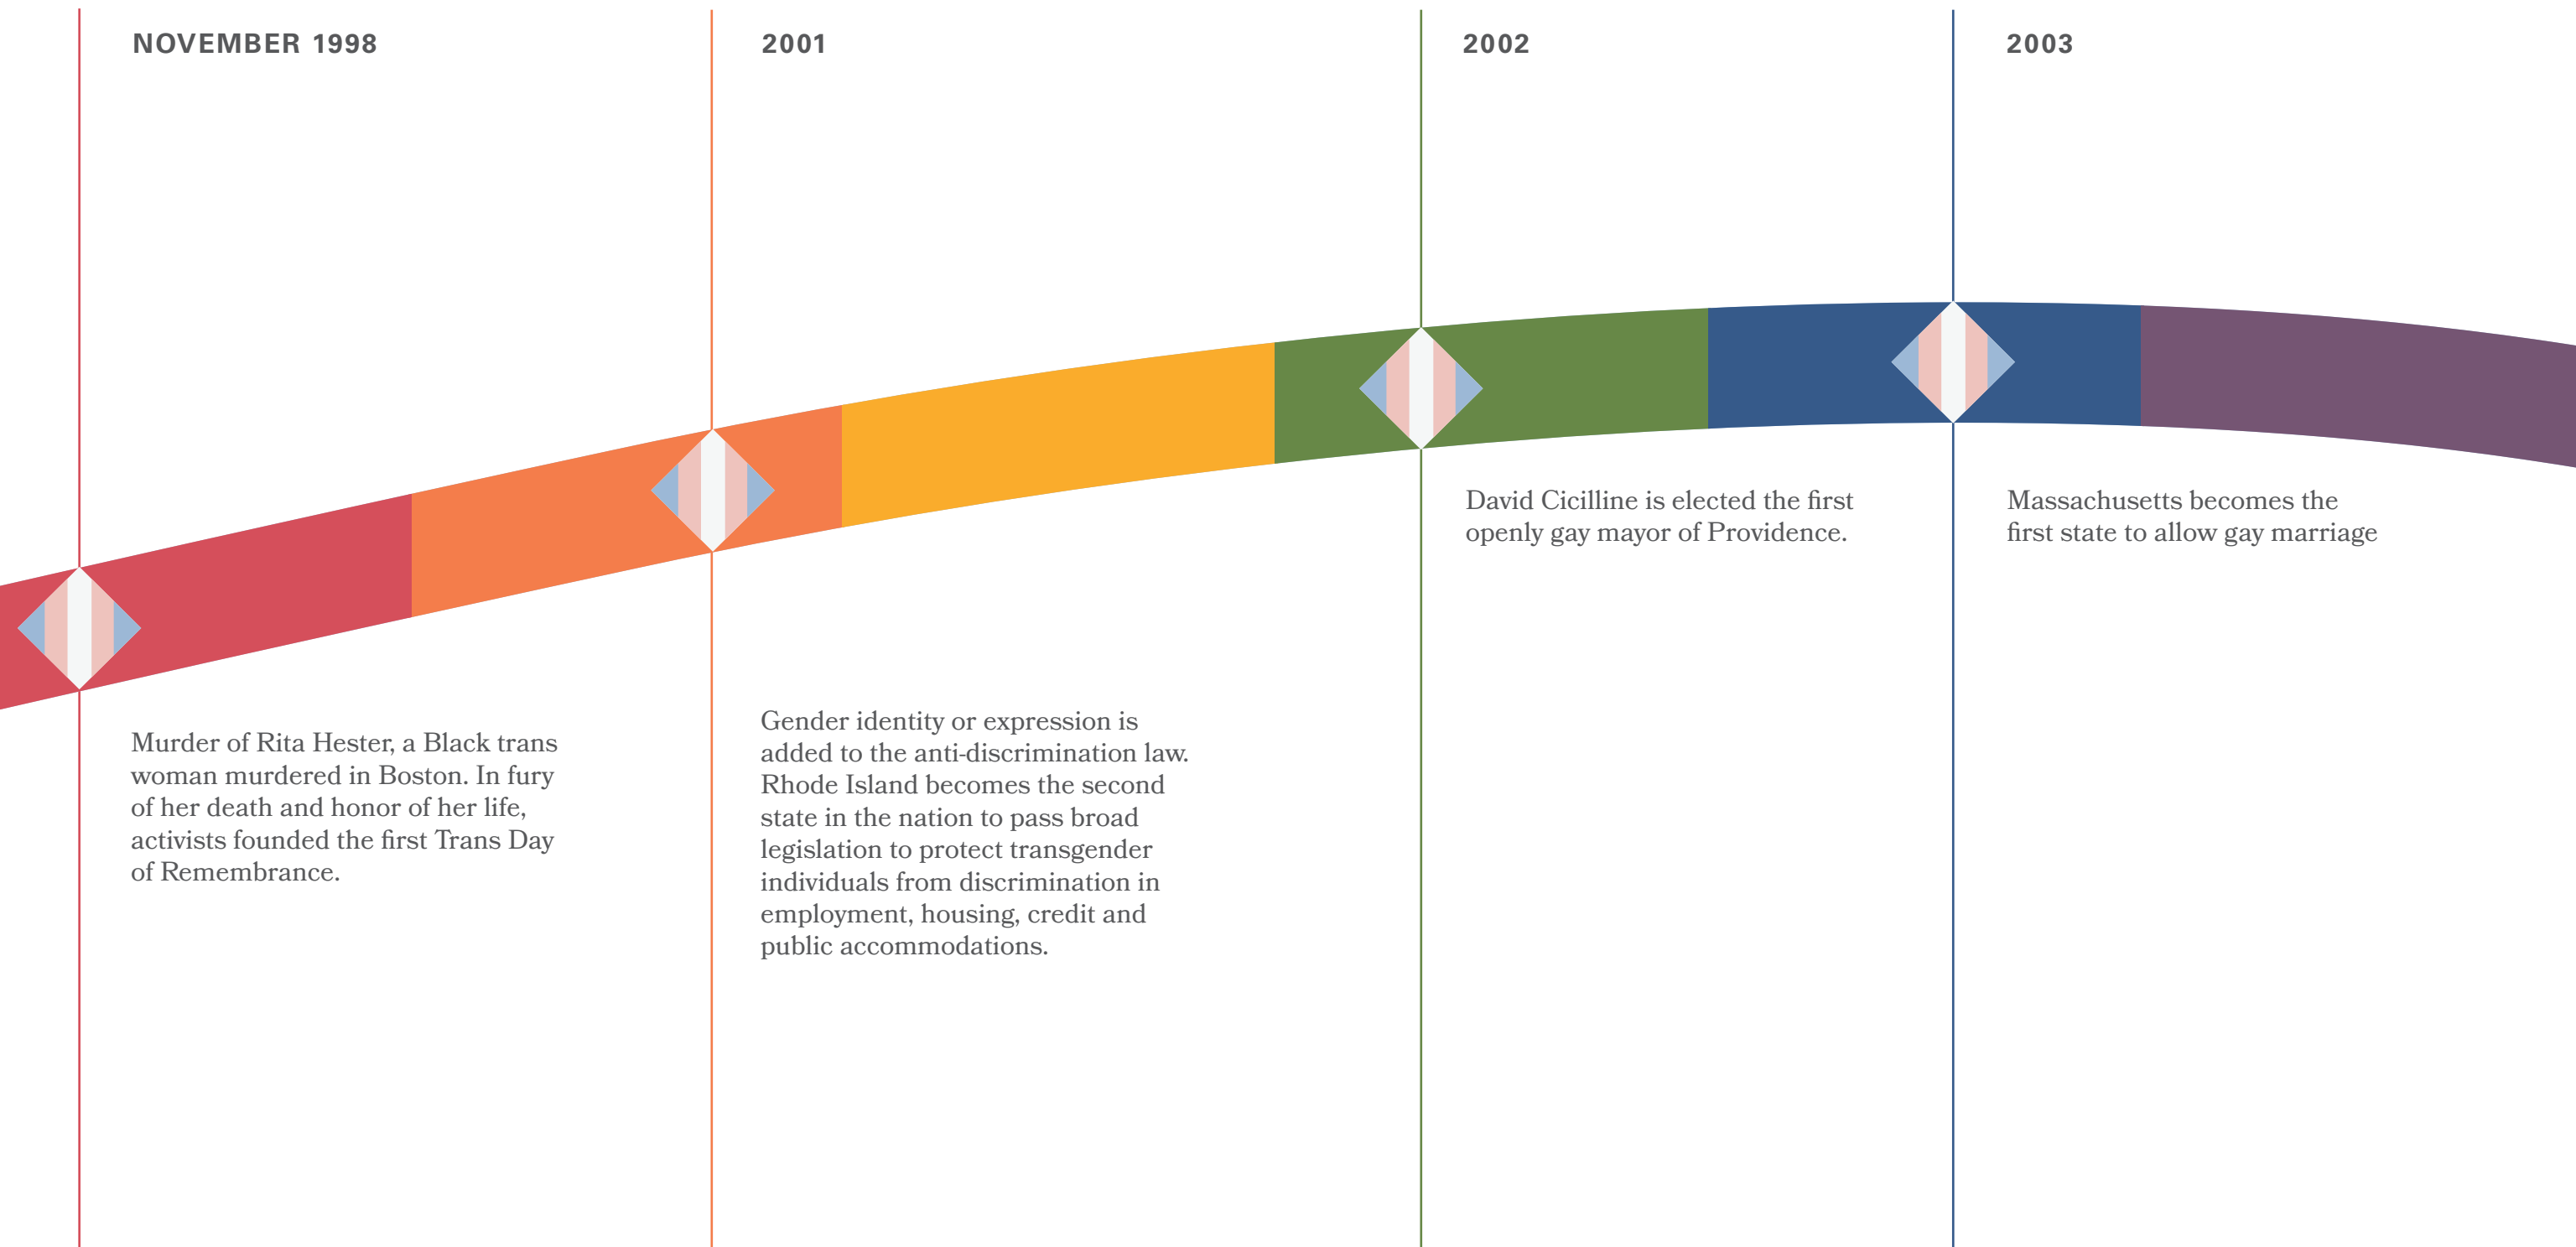 NOVEMBER 1998
Murder of Rita Hester, a Black trans
woman murdered in Boston. In fury
of her death and honor of her life,
activists founded the first Trans Day
of Remembrance.
2001
Gender identity or expression is
added to the anti-discrimination law.
Rhode Island becomes the second
state in the nation to pass broad
legislation to protect transgender
individuals from discrimination in
employment, housing, credit and
public accommodations.
2002
David Cicilline is elected the first
openly gay mayor of Providence.
2003
Massachusetts becomes the
first state to allow gay marriage